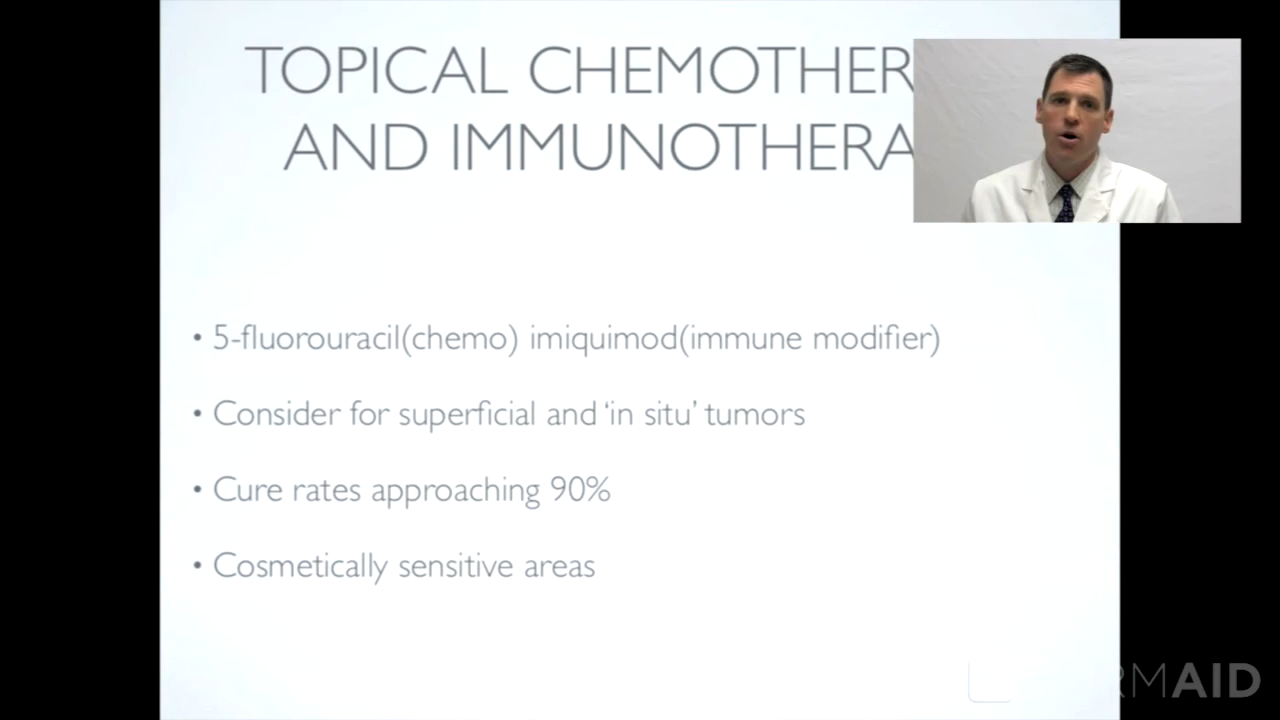 TOPICAL CHEMOTHER
AND IMMUNOTHERA
• 5-fluorouracil(chemo) imiquimod(immune modifier)
• Consider for superficial and ‘in situ’ tumors
• Cure rates approaching 90%
• Cosmetically sensitive areas
RMAID